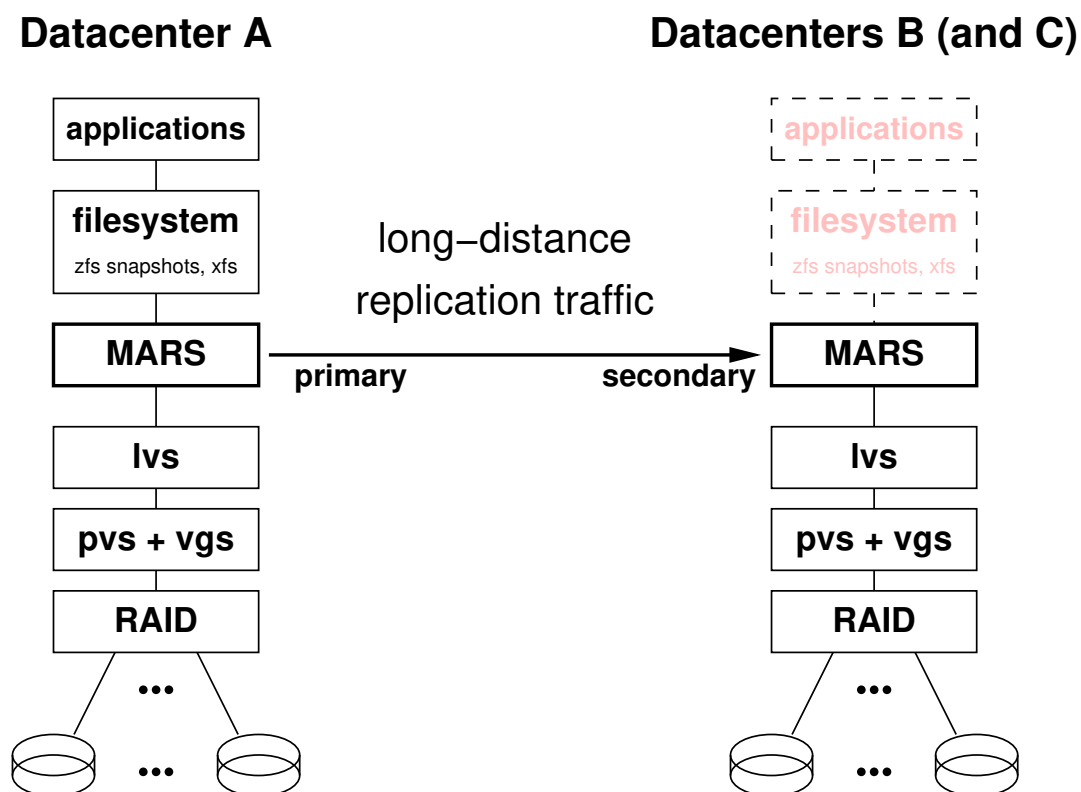 Datacenter A
Datacenters B (and C)
applications
filesystem
zfs snapshots, xfs
MARS
lvs
pvs + vgs
RAID
...
...
long−distance
replication traffic
primary
secondary
applications
filesystem
zfs snapshots, xfs
MARS
lvs
pvs + vgs
RAID
...
...